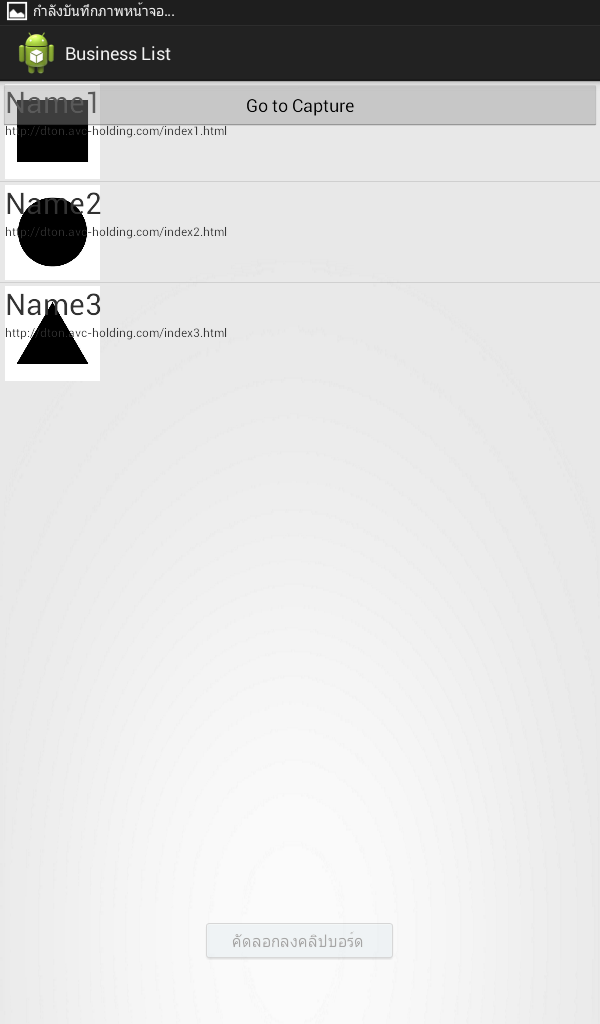 กำลังบันทึกภาพหน้าจอ...
Business List
Name1
Go to Capture
http://dton.avc-holding.com/index1.html
Name2
http://dton.avc-holding.com/index2.html
Name3
http://dton.avc-holding.com/index3.html
คัดลอกลงคลิปบอร์ด